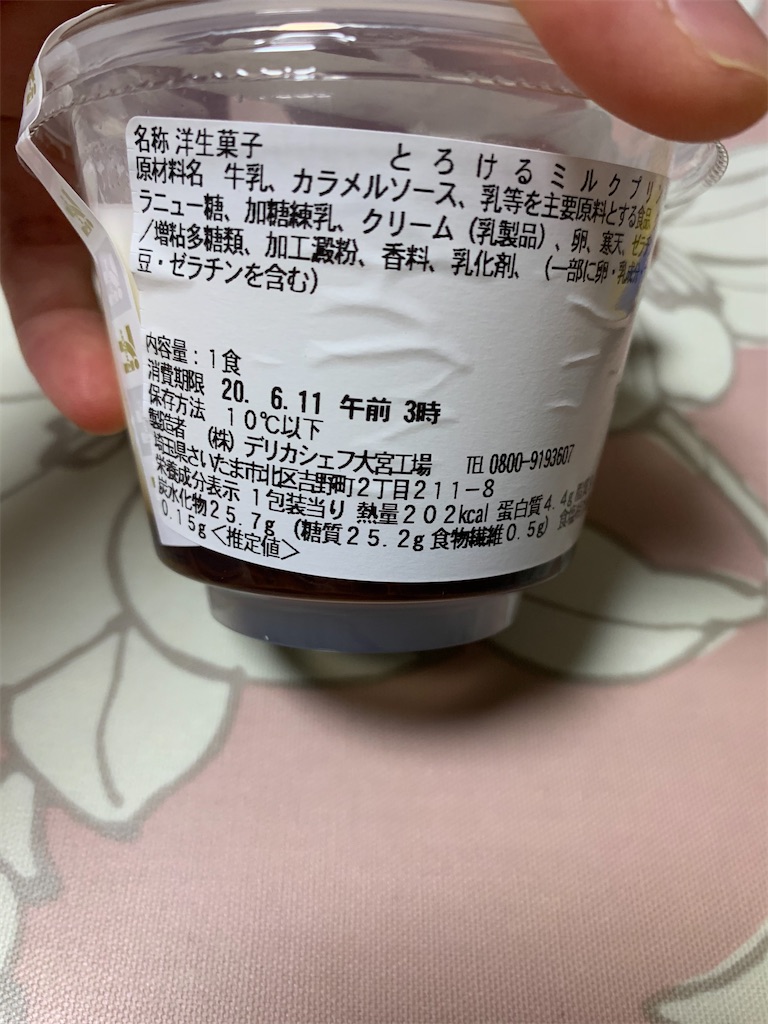 名称 洋生菓子
とろけるミルクプリン
原材料名 牛乳、カラメルソース、乳等を主要原料とする食品、
ラニュー糖、加糖練乳、クリーム（乳製品）、卵、寒天、
／増粘多糖類、加工澱粉、香料、乳化剤、（一部に卵・
豆・ゼラチンを含む）
内容量：1食
消費期限 20. 6.11 午前 3時
保存方法 10℃以下
製造者 （株）デリカシェフ大宮工場 TEL 0800-9193607
埼玉県さいたま市北区吉野町2丁目211-8
栄養成分表示 1包装当り 熱量202kcal 蛋白質4.4g
炭水化物25.7g （糖質25.2g 食物繊維0.5g）
0.15g＜推定値＞